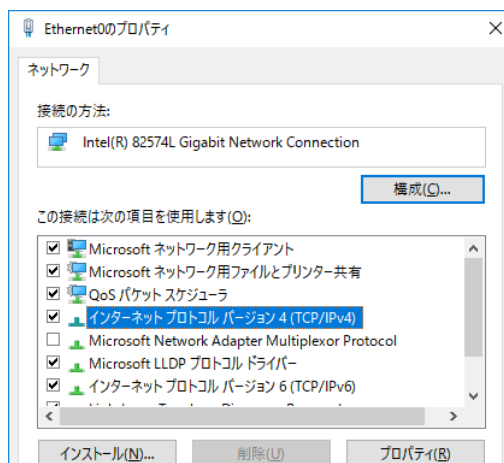 Ethernet0のプロパティ
ネットワーク
接続の方法:
Intel(R) 82574L Gigabit Network Connection
構成(C)...
この接続は次の項目を使用します(O):
Microsoft ネットワーク用クライアント
Microsoft ネットワーク用ファイルとプリンター共有
QoS パケット スケジューラ
インターネット プロトコル バージョン 4 (TCP/IPv4)
Microsoft Network Adapter Multiplexor Protocol
Microsoft LLDP プロトコル ドライバー
インターネット プロトコル バージョン 6 (TCP/IPv6)
インストール(N)...
削除(U)
プロパティ(R)